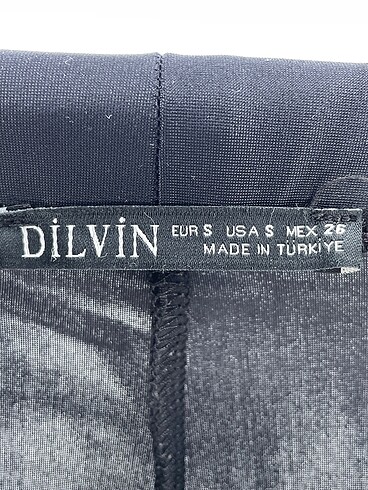 DİLVİN
EUR S USA S MEX 26
MADE IN TÜRKİYE